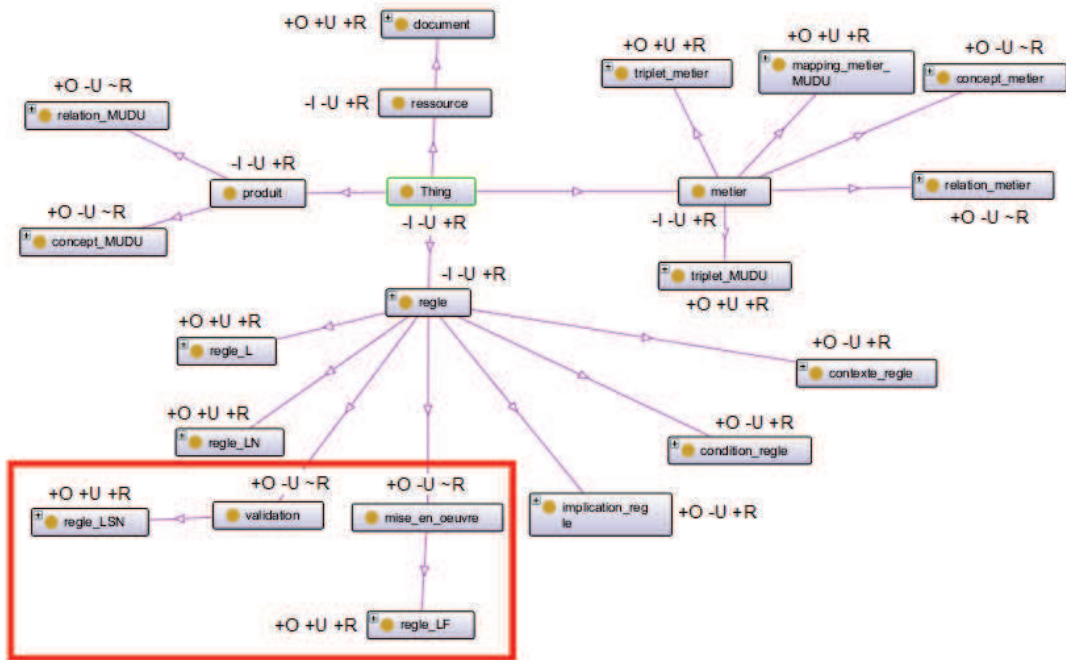 +O +U +R
document
+O +U +R
triplet_metier
+O +U +R
mapping_metier_
MUDU
+O -U ~R
concept_metier
+O -U ~R
relation_MUDU
-I -U +R
ressource
-I -U +R
produit
Thing
-I -U +R
metier
-I -U +R
relation_metier
+O -U ~R
+O -U ~R
concept_MUDU
triplet_MUDU
+O +U +R
-I -U +R
regle
+O +U +R
regle_L
+O -U +R
contexte_regle
+O +U +R
regle_LN
+O -U +R
condition_regle
+O +U +R
regle_LSN
+O -U ~R
validation
+O -U ~R
mise_en_oeuvre
implication_reg
le
+O -U +R
+O +U +R
regle_LF